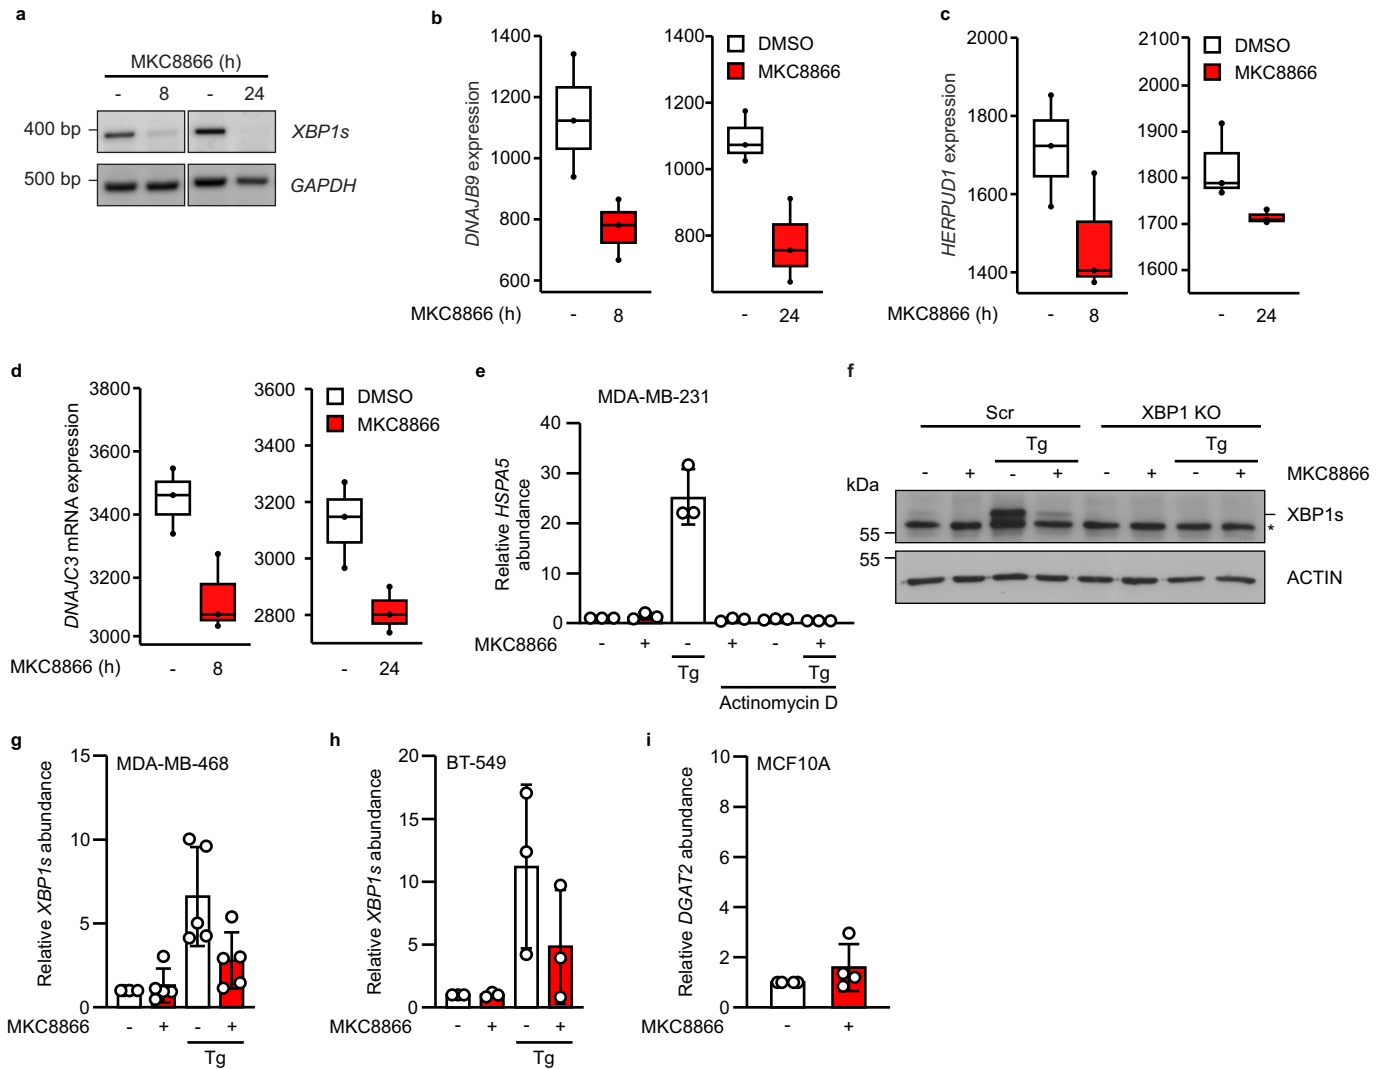 a
MKC8866 (h)
- 8 - 24
400 bp
XBP1s
500 bp
GAPDH
b
DNAJB9 expression
1400
1200
1000
800
600
1400
1200
1000
800
DMSO
MKC8866
MKC8866 (h) - 8 - 24
c
HERPUD1 expression
2000
1800
1600
1400
2100
2000
1900
1800
1700
1600
DMSO
MKC8866
MKC8866 (h) - 8 - 24
d
DNAJC3 mRNA expression
3800
3600
3400
3200
3000
3600
3400
3200
3000
2800
DMSO
MKC8866
MKC8866 (h) - 8 - 24
e
MDA-MB-231
Relative HSPA5
abundance
40
30
20
10
0
MKC8866 - + - + - +
Tg Tg
Actinomycin D
f
Scr XBP1 KO
Tg Tg
- + - + - + - + MKC8866
kDa
XBP1s
*
55
55
ACTIN
g
MDA-MB-468
Relative XBP1s abundance
15
10
5
0
MKC8866 - + - +
Tg
h
BT-549
Relative XBP1s abundance
20
15
10
5
0
MKC8866 - + - +
Tg
i
MCF10A
Relative DGAT2 abundance
10
8
6
4
2
0
MKC8866 - +